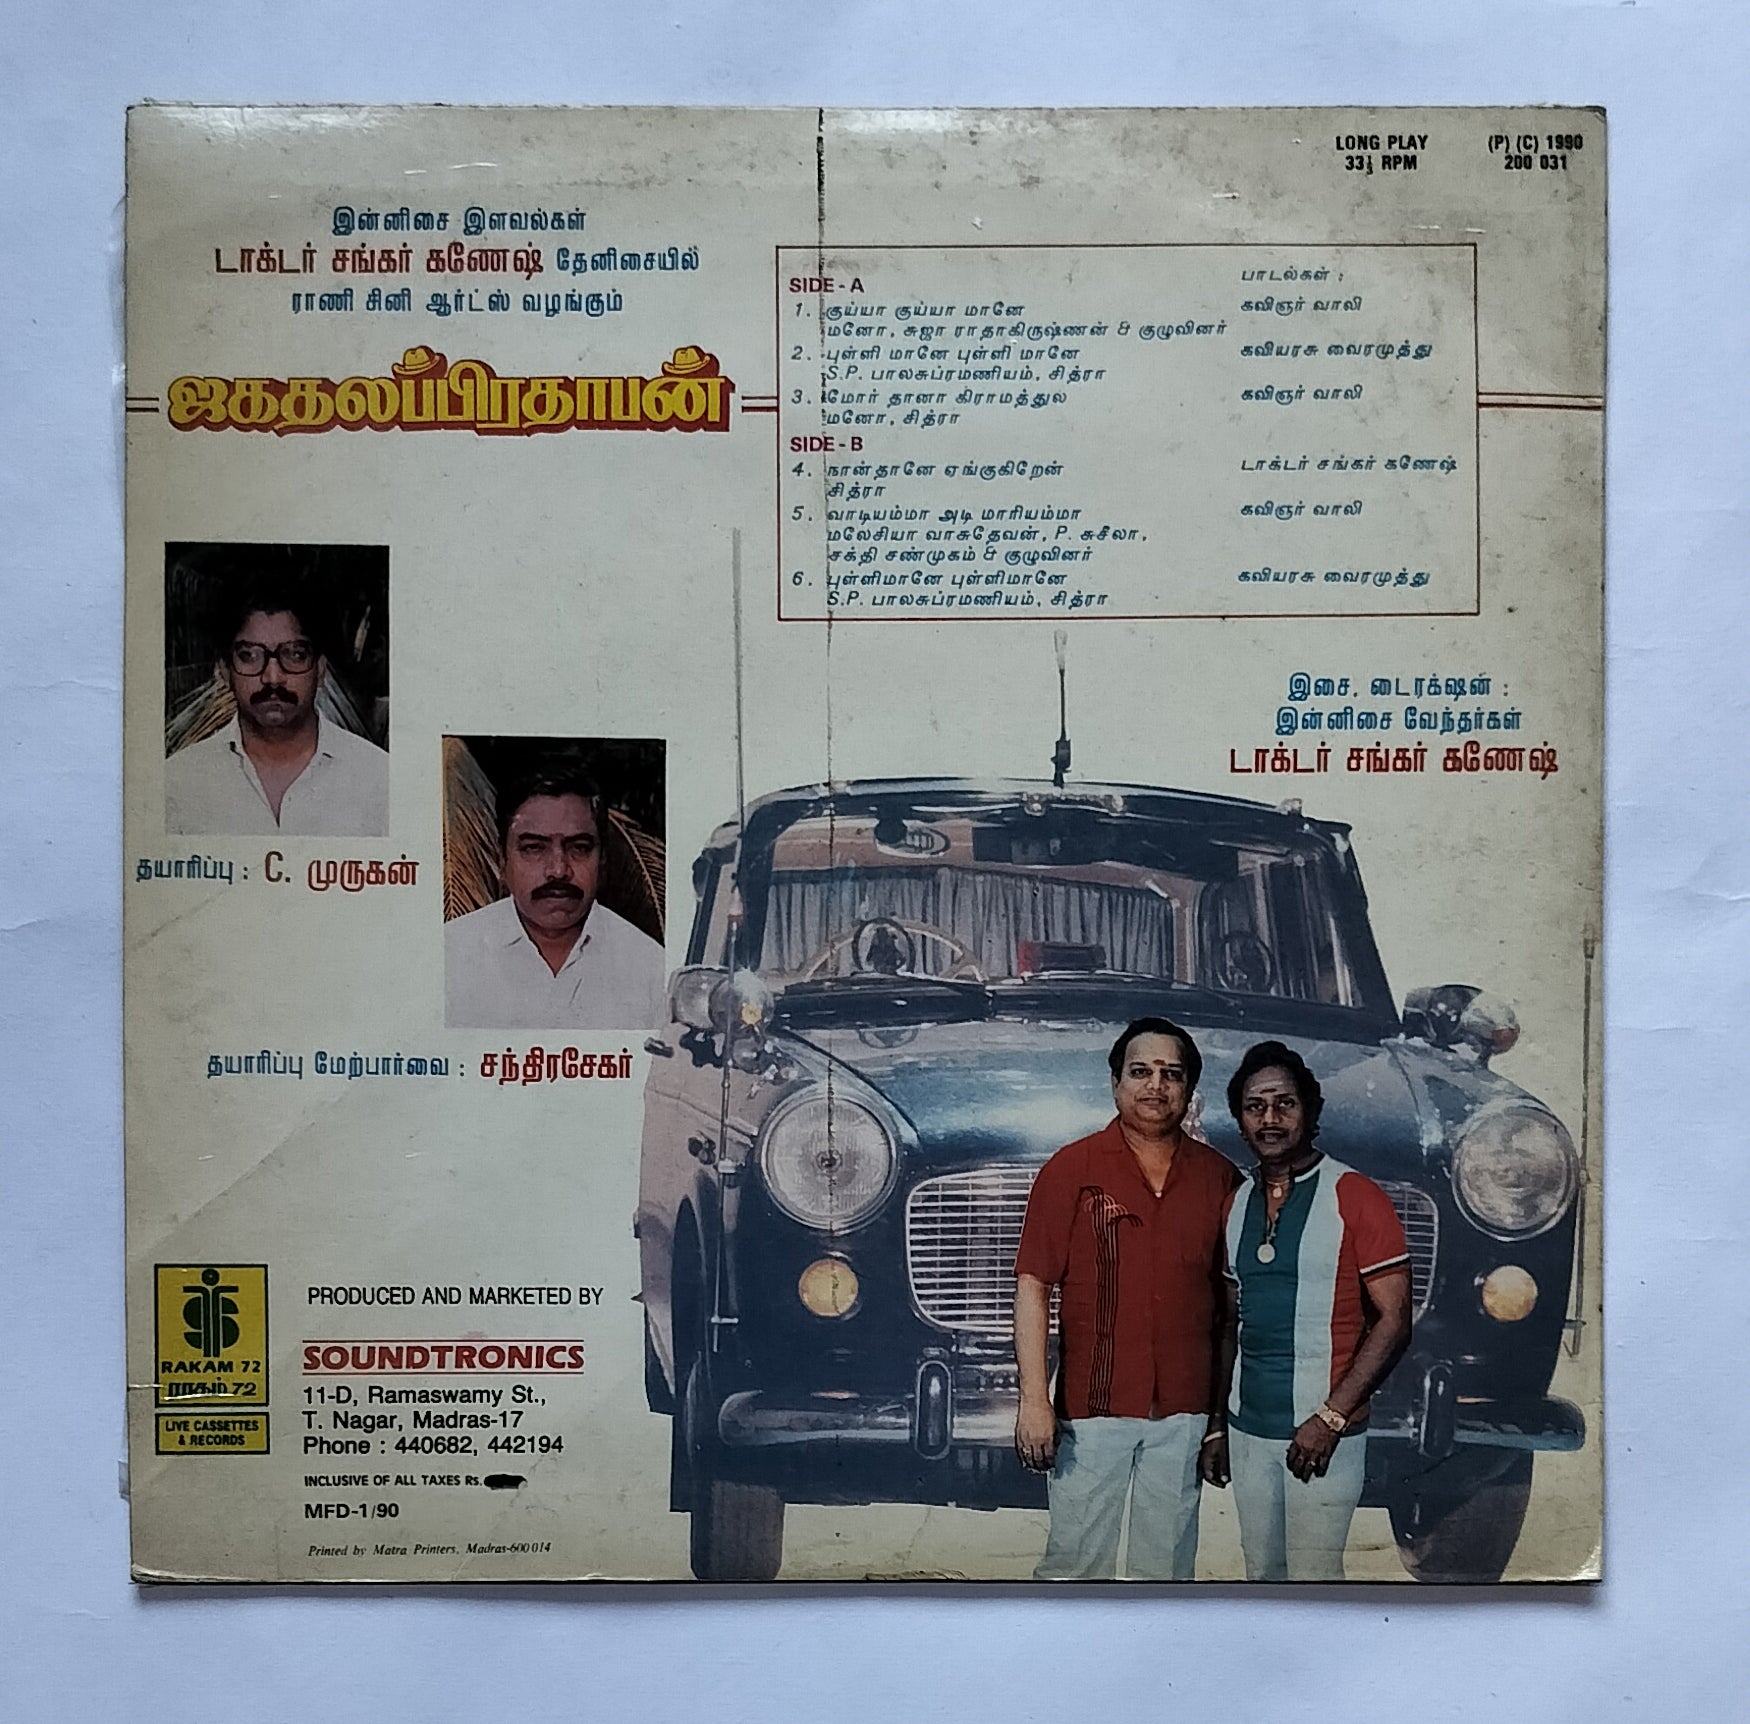 LONG PLAY
33⅓ RPM
(P) (C) 1990
200 031
இன்னிசை இளவல்கள்
டாக்டர் சங்கர் கணேஷ் தேனிசையில்
ராணி சினி ஆர்ட்ஸ் வழங்கும்
ஜகதலப்பிரதாபன்
பாடல்கள் :
SIDE - A
1. குய்யா குய்யா மானே கவிஞர் வாலி
மனோ, சுஜா ராதாகிருஷ்ணன் & குழுவினர்
2. புள்ளி மானே புள்ளி மானே கவியரசு வைரமுத்து
S.P. பாலசுப்ரமணியம், சித்ரா
3. மோர் தானா கிராமத்துல கவிஞர் வாலி
மனோ, சித்ரா
SIDE - B
4. நான்தானே ஏங்குகிறேன் டாக்டர் சங்கர் கணேஷ்
சித்ரா
5. வாடியம்மா அடி மாரியம்மா கவிஞர் வாலி
மலேசியா வாசுதேவன், P. சுசீலா,
சக்தி சண்முகம் & குழுவினர்
6. புள்ளிமானே புள்ளிமானே கவியரசு வைரமுத்து
S.P. பாலசுப்ரமணியம், சித்ரா
இசை, டைரக்ஷன் :
இன்னிசை வேந்தர்கள்
டாக்டர் சங்கர் கணேஷ்
தயாரிப்பு : C. முருகன்
தயாரிப்பு மேற்பார்வை : சந்திரசேகர்
RAKAM 72
ராகம் 72
LIVE CASSETTES
& RECORDS
PRODUCED AND MARKETED BY
SOUNDTRONICS
11-D, Ramaswamy St.,
T. Nagar, Madras-17
Phone : 440682, 442194
INCLUSIVE OF ALL TAXES Rs.
MFD-1/90
Printed by Matra Printers, Madras-600 014